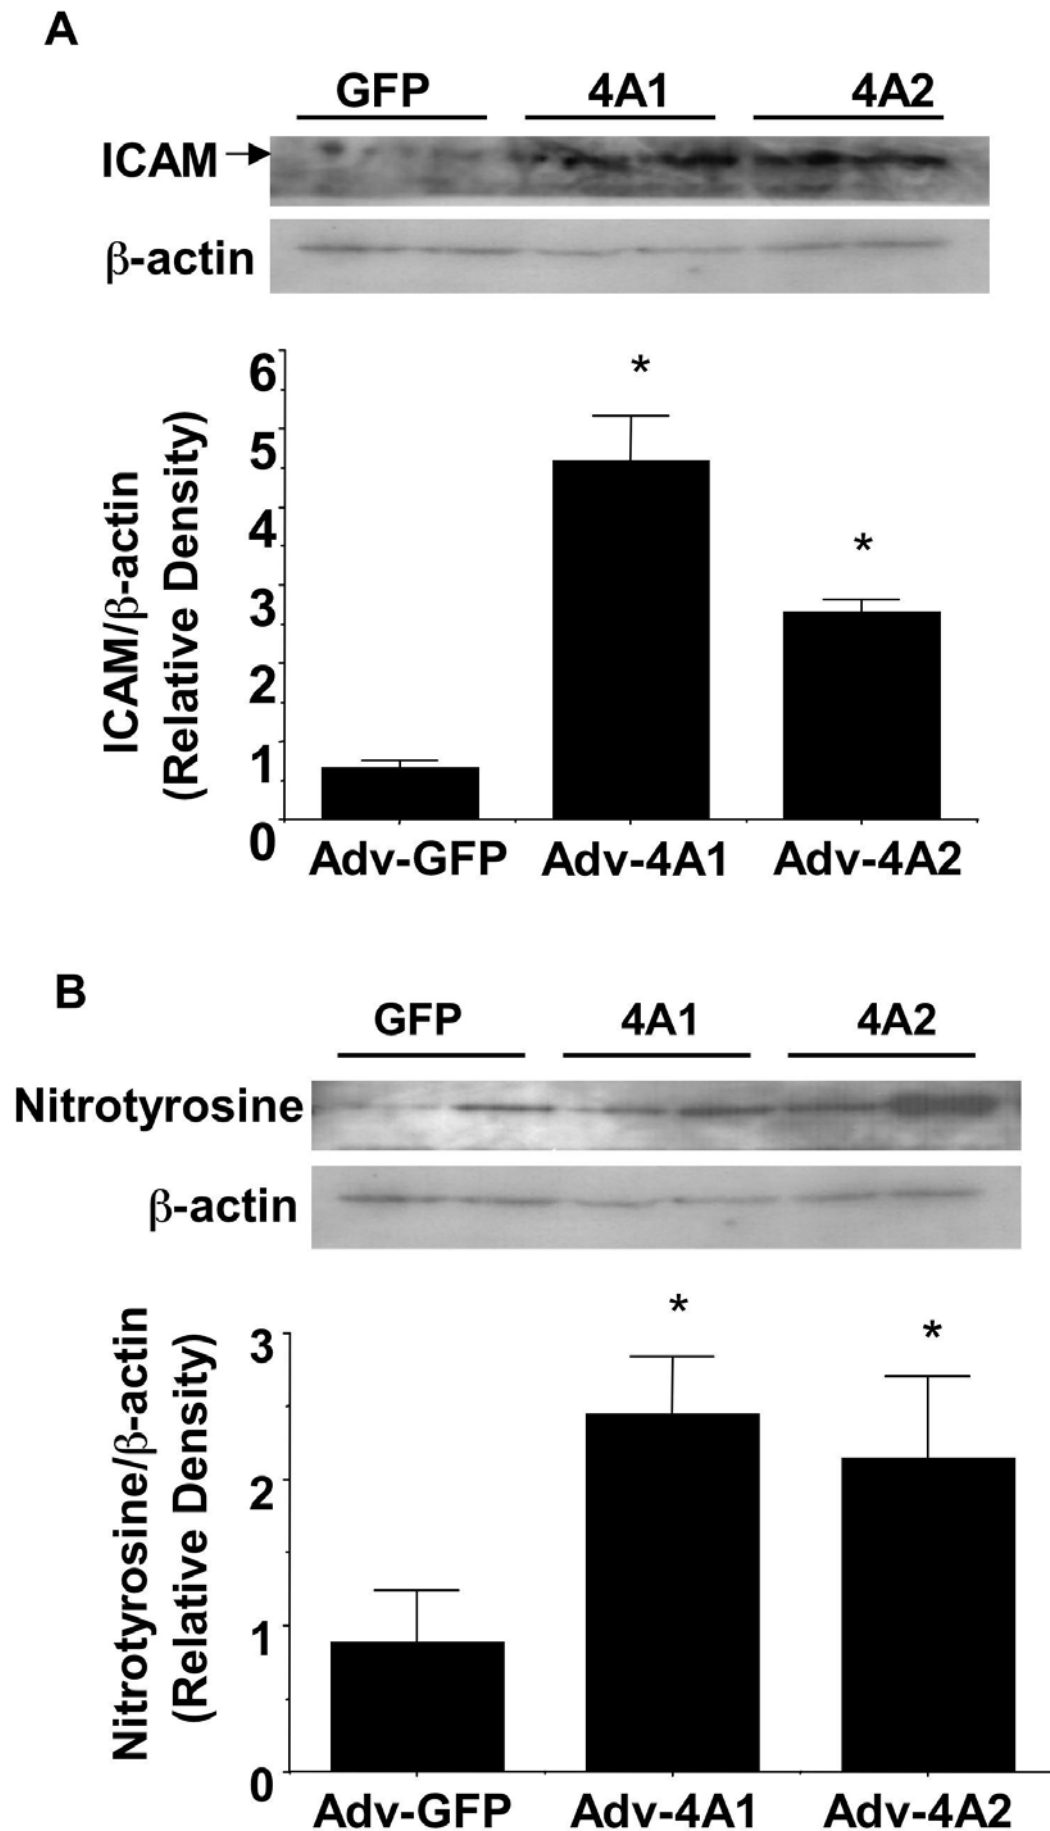 A
GFP 4A1 4A2
ICAM
β-actin
6
5
4
3
2
1
0
ICAM/β-actin
(Relative Density)
*
*
Adv-GFP Adv-4A1 Adv-4A2
B
GFP 4A1 4A2
Nitrotyrosine
β-actin
3
2
1
0
Nitrotyrosine/β-actin
(Relative Density)
*
*
Adv-GFP Adv-4A1 Adv-4A2